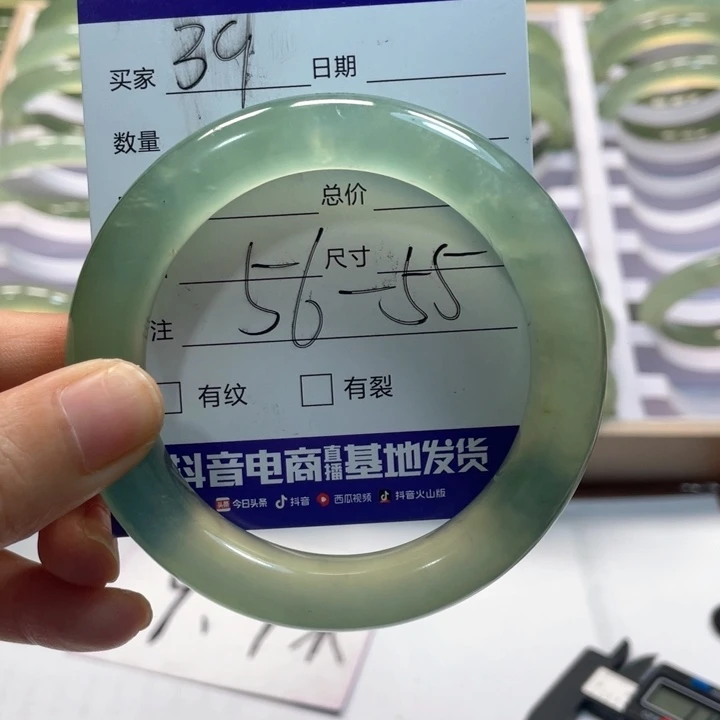 买家 39 日期
数量
总价
尺寸
56-55
注
有纹 有裂
抖音电商直播基地发货
头条 今日头条 抖音 西瓜视频 抖音火山版